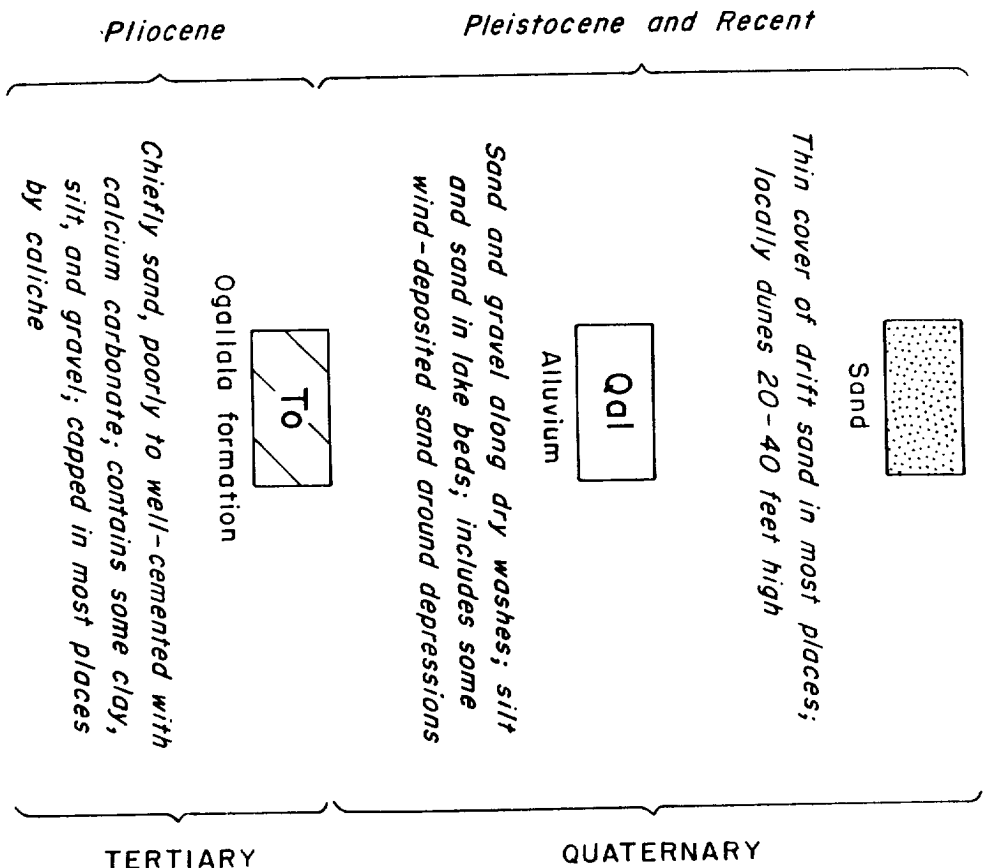 Pleistocene and Recent
Sand
Thin cover of drift sand in most places;
locally dunes 20-40 feet high
Qal
Alluvium
Sand and gravel along dry washes; silt
and sand in lake beds; includes some
wind-deposited sand around depressions
QUATERNARY
Pliocene
To
Ogallala formation
Chiefly sand, poorly to well-cemented with
calcium carbonate; contains some clay,
silt, and gravel; capped in most places
by caliche
TERTIARY